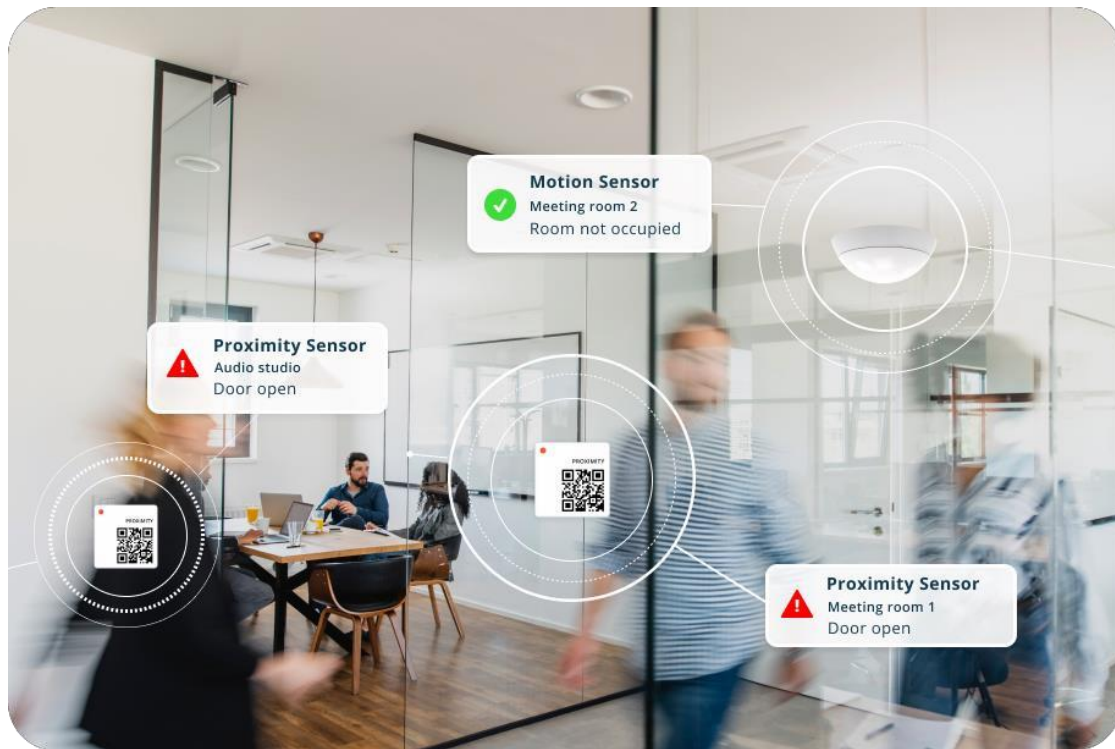 Motion Sensor
Meeting room 2
Room not occupied
Proximity Sensor
Audio studio
Door open
PROXIMITY
PROXIMITY
Proximity Sensor
Meeting room 1
Door open